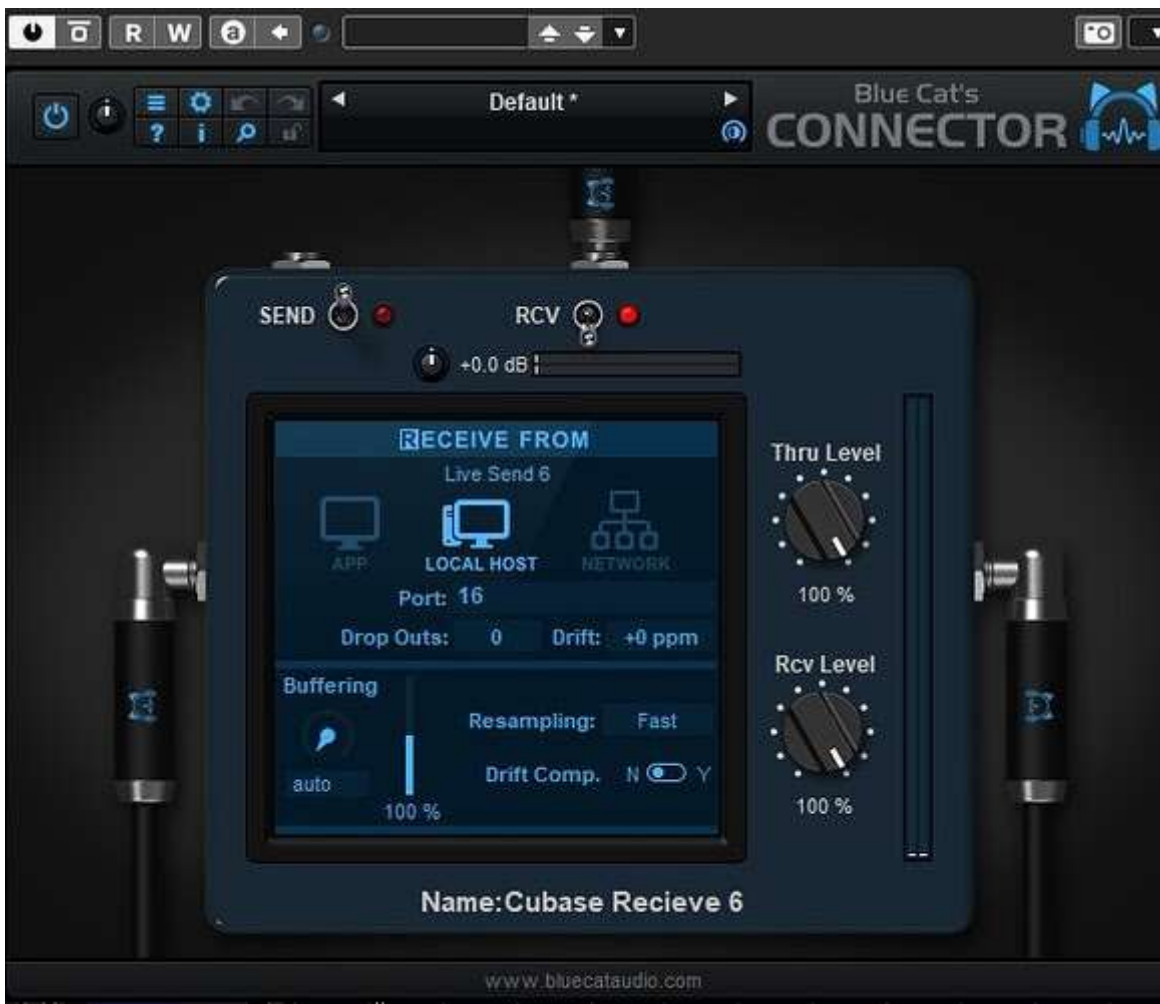 R W a
Default *
Blue Cat's
CONNECTOR
? i
SEND
RCV
+0.0 dB
RECEIVE FROM
Live Send 6
APP
LOCAL HOST
NETWORK
Port: 16
Drop Outs: 0 Drift: +0 ppm
Thru Level
100 %
Buffering
auto
100 %
Resampling: Fast
Drift Comp. N Y
Rcv Level
100 %
Name:Cubase Recieve 6
www.bluecataudio.com